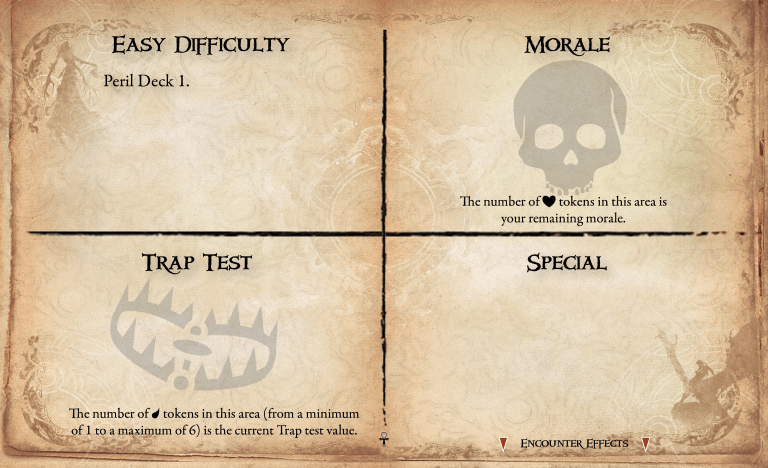 Easy Difficulty
Peril Deck 1.
Morale
The number of ♥ tokens in this area is
your remaining morale.
Trap Test
The number of tokens in this area (from a minimum
of 1 to a maximum of 6) is the current Trap test value.
Special
Encounter Effects